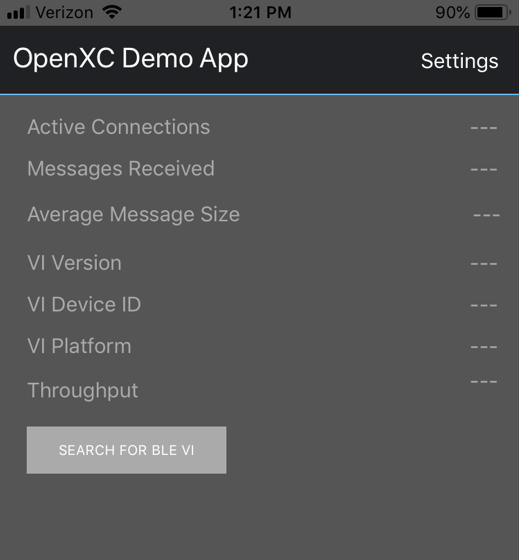 Verizon 1:21 PM 90%
OpenXC Demo App Settings
Active Connections ---
Messages Received ---
Average Message Size ---
VI Version ---
VI Device ID ---
VI Platform ---
Throughput ---
SEARCH FOR BLE VI